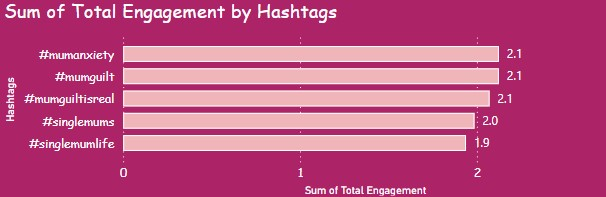 Sum of Total Engagement by Hashtags
#mumanxiety 2.1
#mumguilt 2.1
#mumguiltisreal 2.1
#singlemums 2.0
#singlemumlife 1.9
Hashtags
0 1 2
Sum of Total Engagement